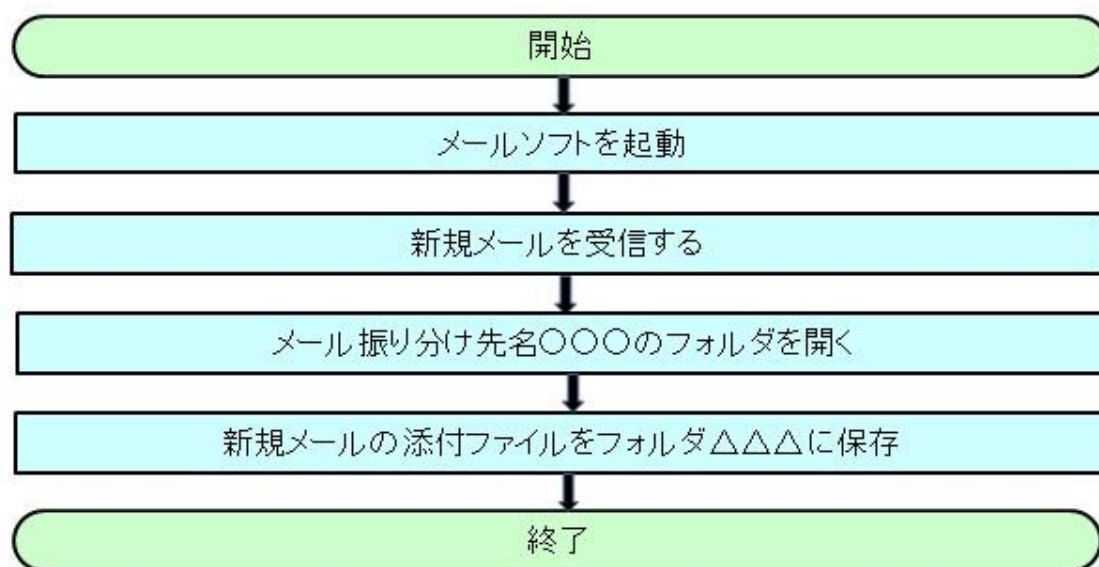 開始
メールソフトを起動
新規メールを受信する
メール振り分け先名〇〇〇のフォルダを開く
新規メールの添付ファイルをフォルダ△△△に保存
終了